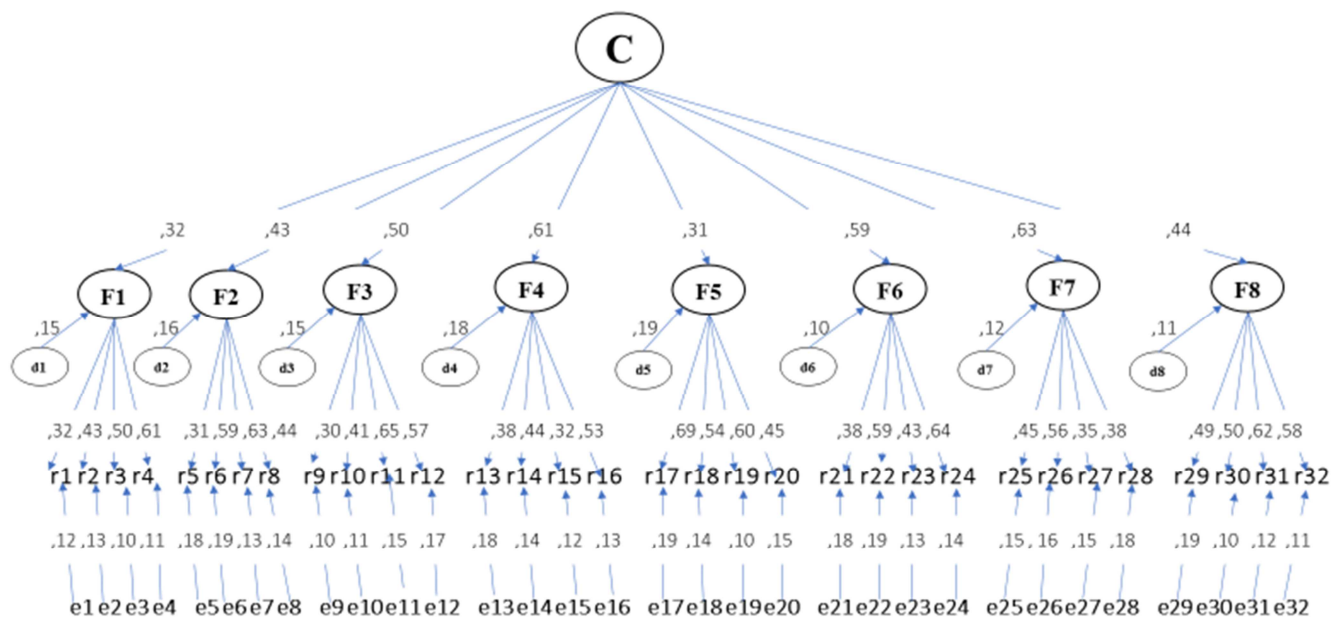 C
,32 ,43 ,50 ,61 ,31 ,59 ,63 ,44
F1 F2 F3 F4 F5 F6 F7 F8
,15 ,16 ,15 ,18 ,19 ,10 ,12 ,11
d1 d2 d3 d4 d5 d6 d7 d8
,32 ,43 ,50 ,61 ,31 ,59 ,63 ,44 ,30 ,41 ,65 ,57 ,38 ,44 ,32 ,53 ,69 ,54 ,60 ,45 ,38 ,59 ,43 ,64 ,45 ,56 ,35 ,38 ,49 ,50 ,62 ,58
r1 r2 r3 r4 r5 r6 r7 r8 r9 r10 r11 r12 r13 r14 r15 r16 r17 r18 r19 r20 r21 r22 r23 r24 r25 r26 r27 r28 r29 r30 r31 r32
,12 ,13 ,10 ,11 ,18 ,19 ,13 ,14 ,10 ,11 ,15 ,17 ,18 ,14 ,12 ,13 ,19 ,14 ,10 ,15 ,18 ,19 ,13 ,14 ,15 ,16 ,15 ,18 ,19 ,10 ,12 ,11
e1 e2 e3 e4 e5 e6 e7 e8 e9 e10 e11 e12 e13 e14 e15 e16 e17 e18 e19 e20 e21 e22 e23 e24 e25 e26 e27 e28 e29 e30 e31 e32